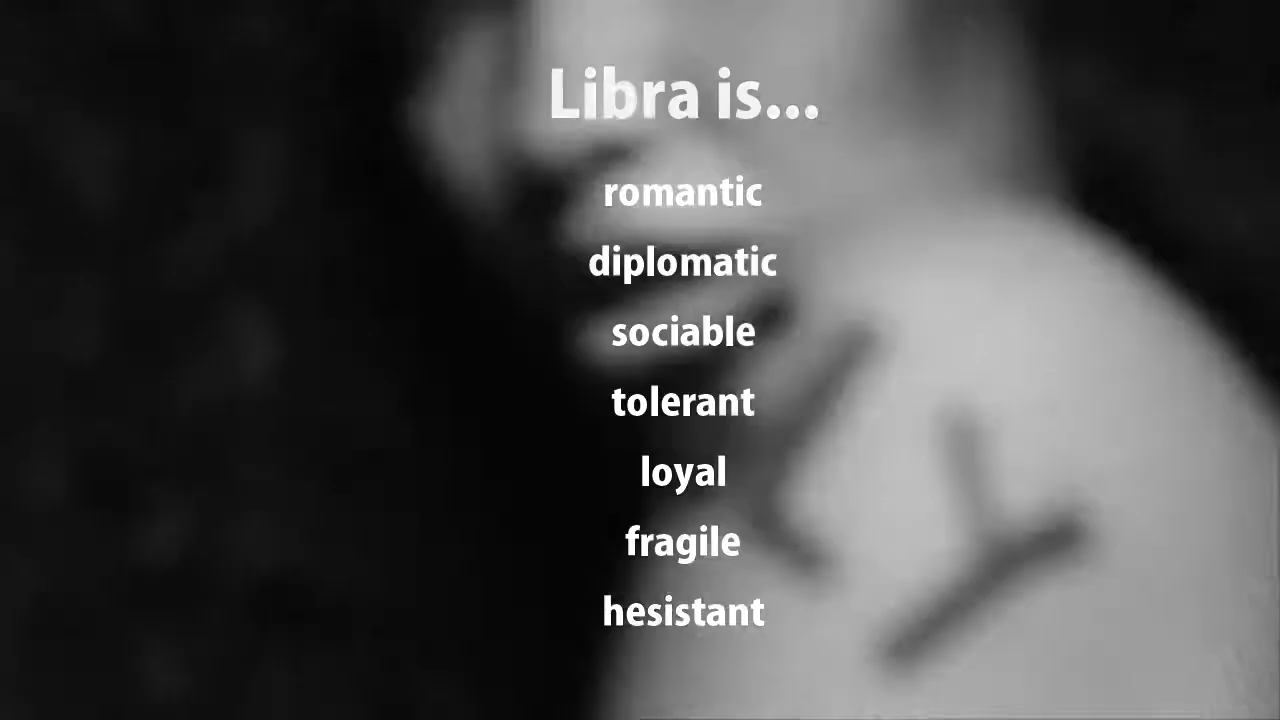 Libra is...
romantic
diplomatic
sociable
tolerant
loyal
fragile
hesistant